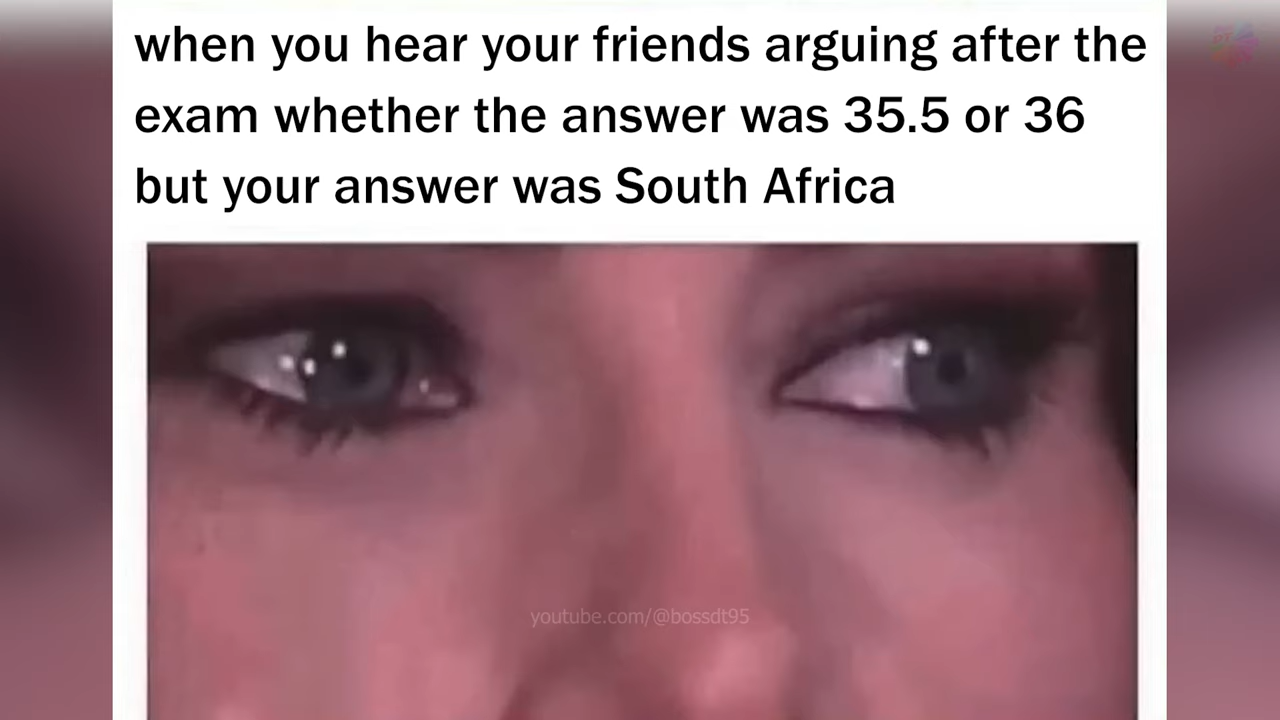 when you hear your friends arguing after the
exam whether the answer was 35.5 or 36
but your answer was South Africa
youtube.com/@bossdt95